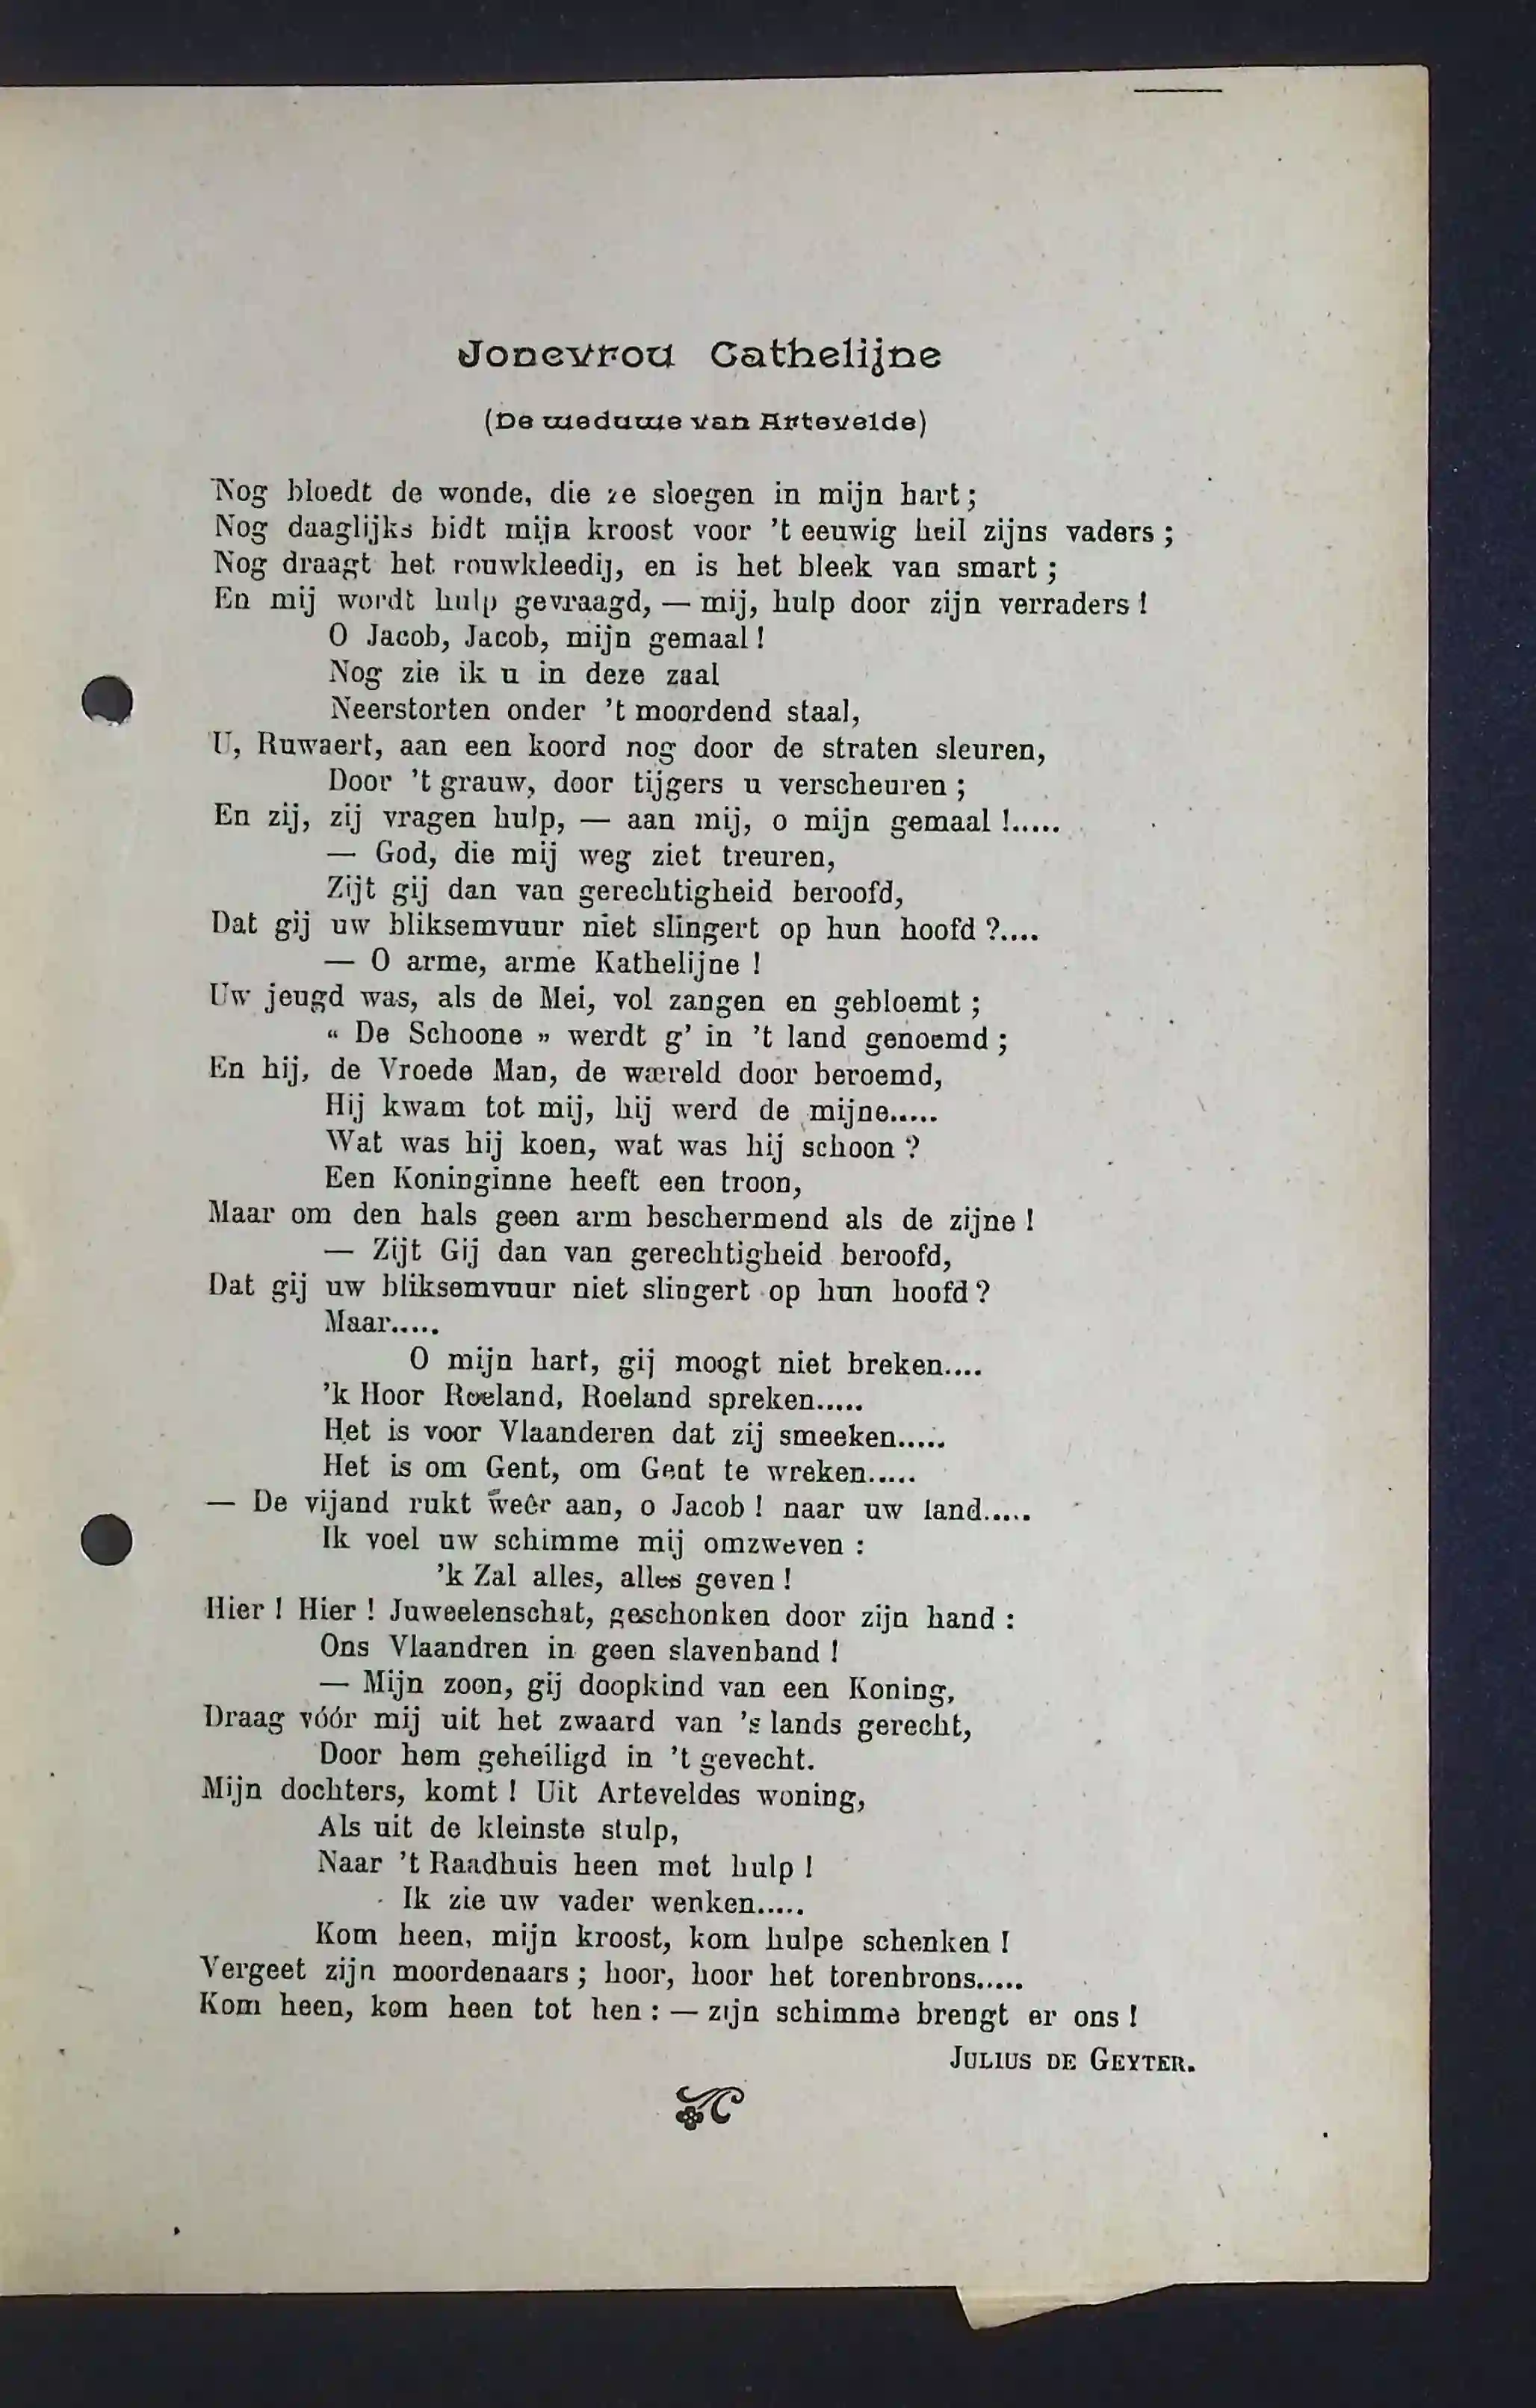 Joncvrou Cathelijne
(De weduwe van Artevelde)
Nog bloedt de wonde, die ze sloegen in mijn hart ;
Nog daaglijks bidt mijn kroost voor 't eeuwig heil zijns vaders ;
Nog draagt het rouwkleedij, en is het bleek van smart ;
En mij wordt hulp gevraagd, — mij, hulp door zijn verraders !
O Jacob, Jacob, mijn gemaal !
Nog zie ik u in deze zaal
Neerstorten onder 't moordend staal,
U, Ruwaert, aan een koord nog door de straten sleuren,
Door 't grauw, door tijgers u verscheuren ;
En zij, zij vragen hulp, — aan mij, o mijn gemaal !.....
— God, die mij weg ziet treuren,
Zijt gij dan van gerechtigheid beroofd,
Dat gij uw bliksemvuur niet slingert op hun hoofd ?....
— O arme, arme Kathelijne !
Uw jeugd was, als de Mei, vol zangen en gebloemt ;
“ De Schoone ” werdt g' in 't land genoemd ;
En hij, de Vroede Man, de wæreld door beroemd,
Hij kwam tot mij, hij werd de mijne.....
Wat was hij koen, wat was hij schoon ?
Een Koninginne heeft een troon,
Maar om den hals geen arm beschermend als de zijne !
— Zijt Gij dan van gerechtigheid beroofd,
Dat gij uw bliksemvuur niet slingert op hun hoofd ?
Maar.....
O mijn hart, gij moogt niet breken....
'k Hoor Roeland, Roeland spreken.....
Het is voor Vlaanderen dat zij smeeken.....
Het is om Gent, om Gent te wreken.....
— De vijand rukt weêr aan, o Jacob ! naar uw land.....
Ik voel uw schimme mij omzweven :
'k Zal alles, alles geven !
Hier ! Hier ! Juweelenschat, geschonken door zijn hand :
Ons Vlaandren in geen slavenband !
— Mijn zoon, gij doopkind van een Koning,
Draag vóór mij uit het zwaard van 's lands gerecht,
Door hem geheiligd in 't gevecht.
Mijn dochters, komt ! Uit Arteveldes woning,
Als uit de kleinste stulp,
Naar 't Raadhuis heen met hulp !
Ik zie uw vader wenken.....
Kom heen, mijn kroost, kom hulpe schenken !
Vergeet zijn moordenaars ; hoor, hoor het torenbrons.....
Kom heen, kom heen tot hen : — zijn schimme brengt er ons !
JULIUS DE GEYTER.